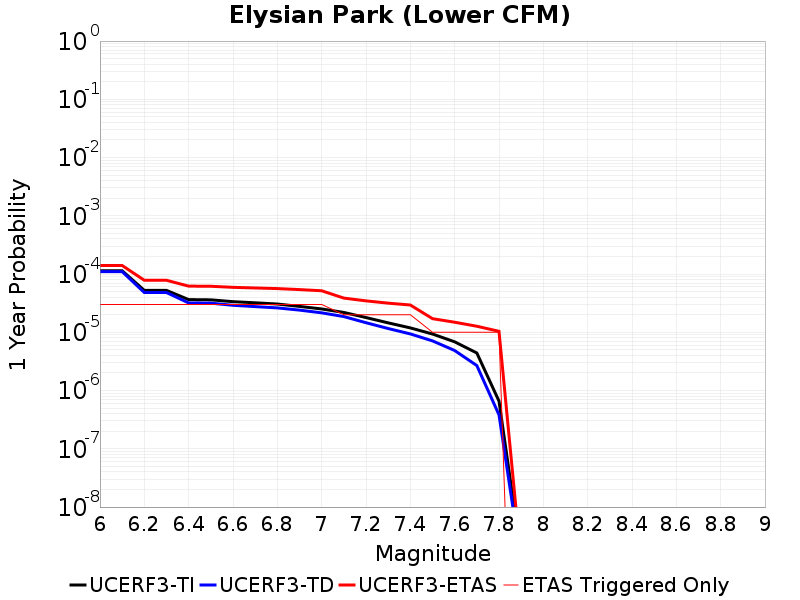 Elysian Park (Lower CFM)
10^0
10^-1
10^-2
10^-3
10^-4
10^-5
10^-6
10^-7
10^-8
1 Year Probability
6 6.2 6.4 6.6 6.8 7 7.2 7.4 7.6 7.8 8 8.2 8.4 8.6 8.8 9
Magnitude
UCERF3-TI UCERF3-TD UCERF3-ETAS ETAS Triggered Only